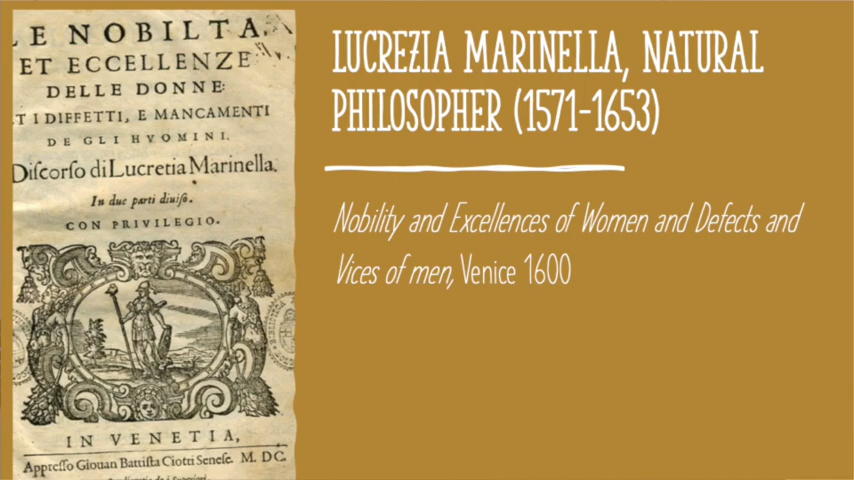 LE NOBILTA,
ET ECCELLENZE
DELLE DONNE:
ET I DIFFETTI, E MANCAMENTI
DE GLI HVOMINI.
Discorso di Lucretia Marinella.
In due parti diuiso.
CON PRIVILEGIO.
IN VENETIA,
Appresso Giouan Battista Ciotti Senese. M. DC.
LUCREZIA MARINELLA, NATURAL
PHILOSOPHER (1571-1653)
Nobility and Excellences of Women and Defects and
Vices of men, Venice 1600